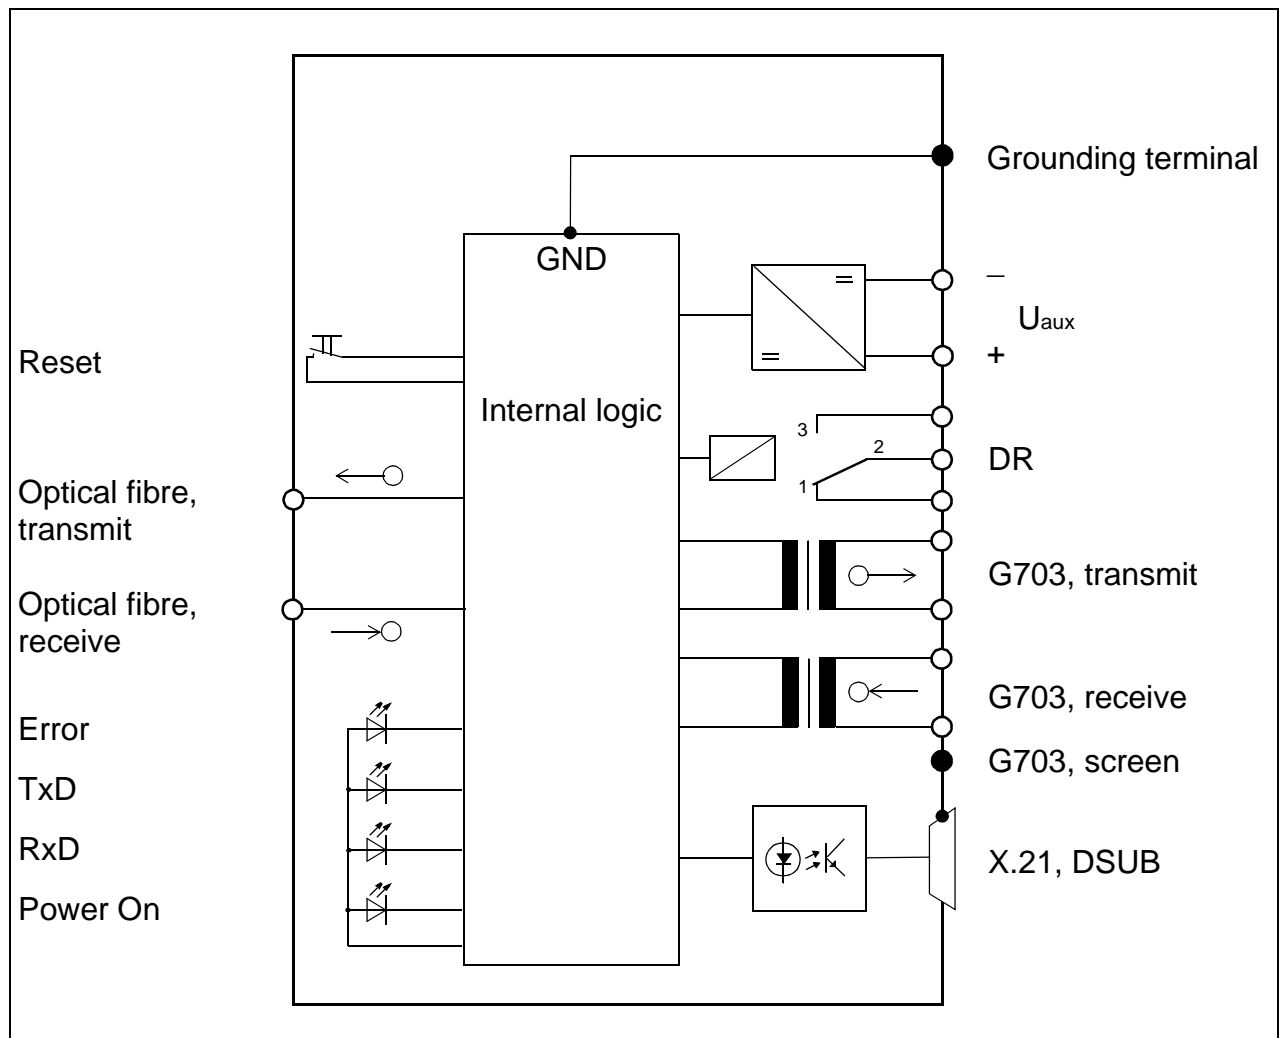 Grounding terminal
GND
–
Uaux
+
Reset
Internal logic
3
2
1
DR
Optical fibre,
transmit
G703, transmit
Optical fibre,
receive
G703, receive
Error
G703, screen
TxD
RxD
X.21, DSUB
Power On